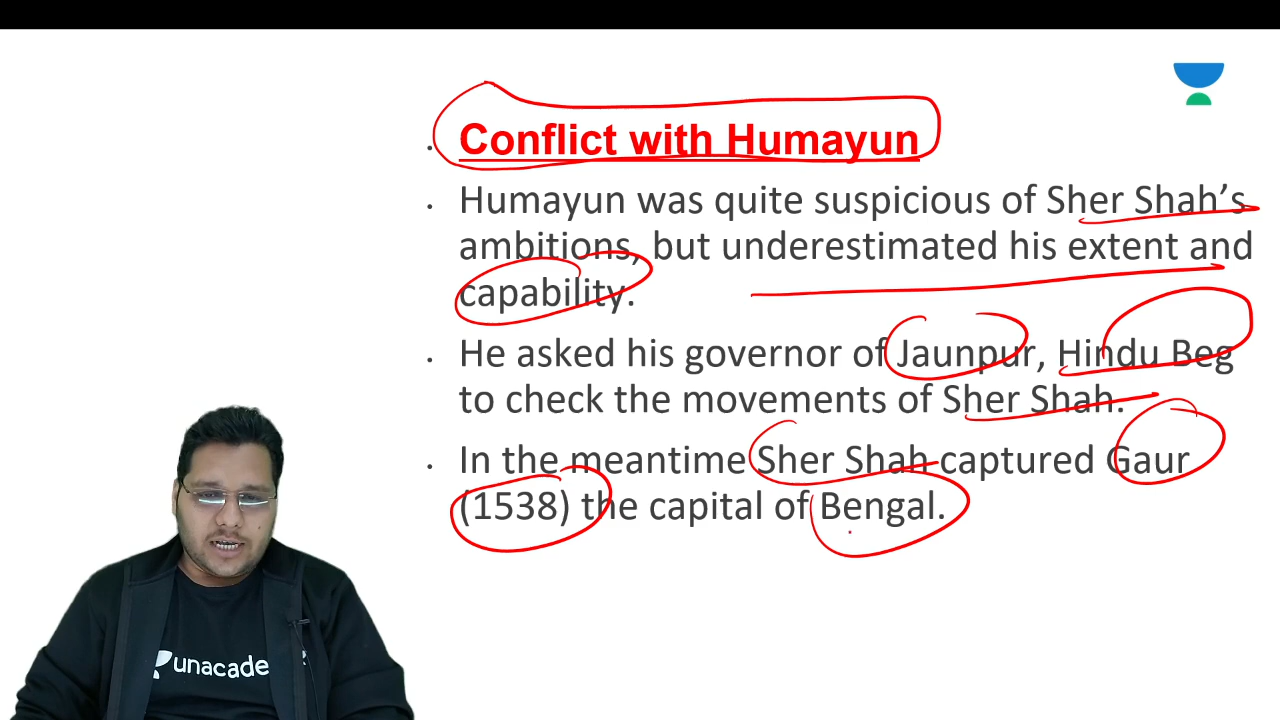 Conflict with Humayun
Humayun was quite suspicious of Sher Shah’s
ambitions, but underestimated his extent and
capability.
He asked his governor of Jaunpur, Hindu Beg
to check the movements of Sher Shah.
In the meantime Sher Shah captured Gaur
(1538) the capital of Bengal.
unacade